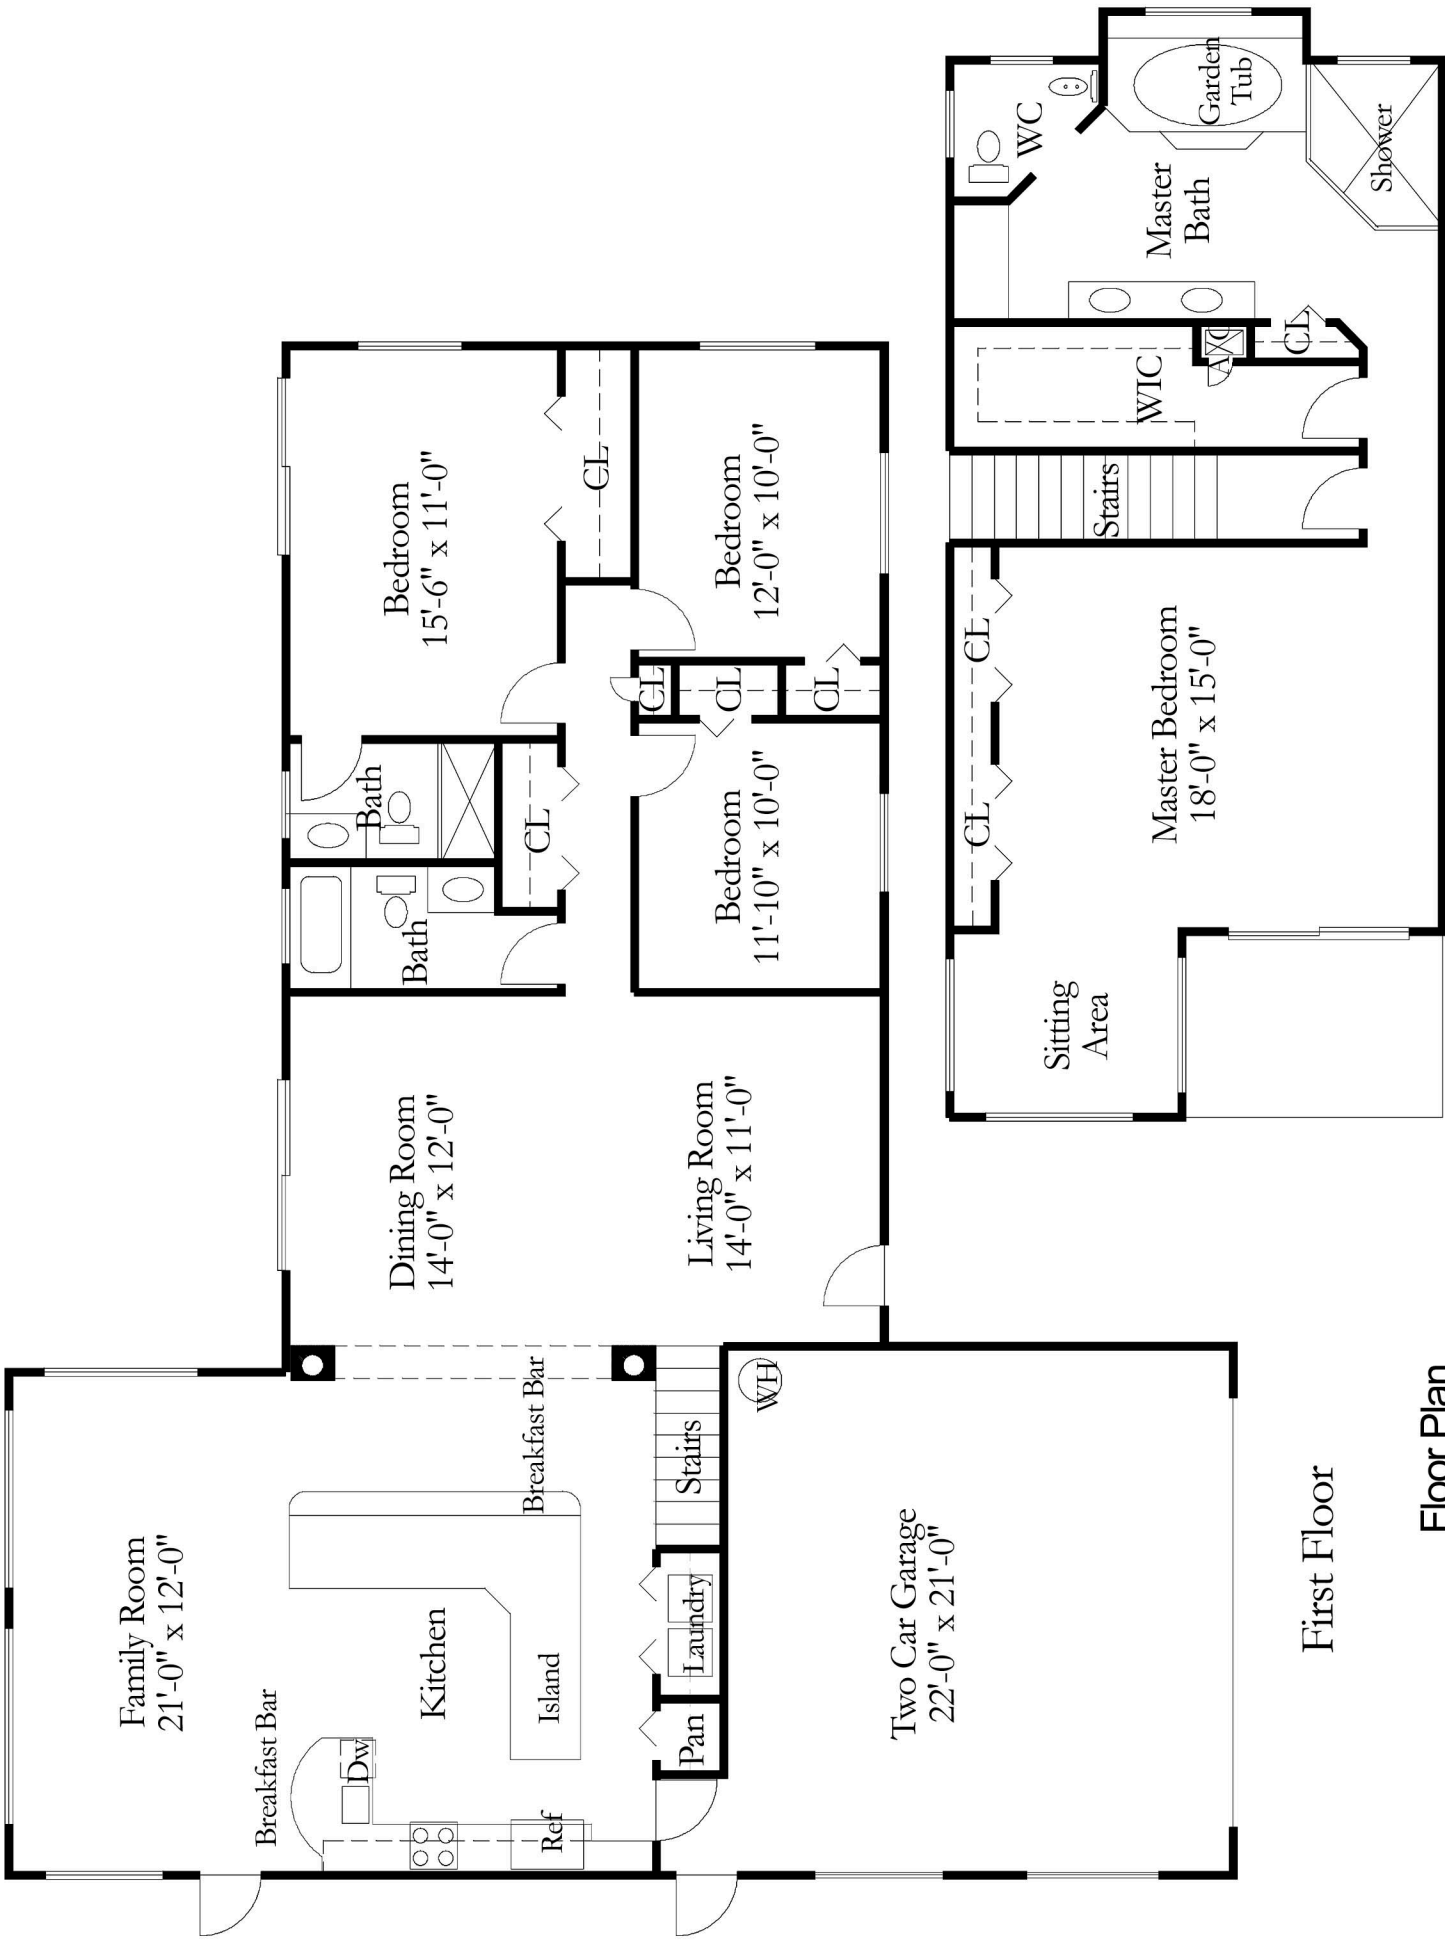 Family Room
21'-0" x 12'-0"
Breakfast Bar
Dw
Kitchen
Ref
Island
Breakfast Bar
Pan
Laundry
Stairs
WH
Two Car Garage
22'-0" x 21'-0"
Dining Room
14'-0" x 12'-0"
Living Room
14'-0" x 11'-0"
Bath
Bath
CL
Bedroom
15'-6" x 11'-0"
CL
Bedroom
11'-10" x 10'-0"
CL
CL
CL
Bedroom
12'-0" x 10'-0"
First Floor
Sitting
Area
CL
CL
Master Bedroom
18'-0" x 15'-0"
Stairs
WIC
A/C
CL
Master
Bath
WC
Garden
Tub
Shower
Floor Plan